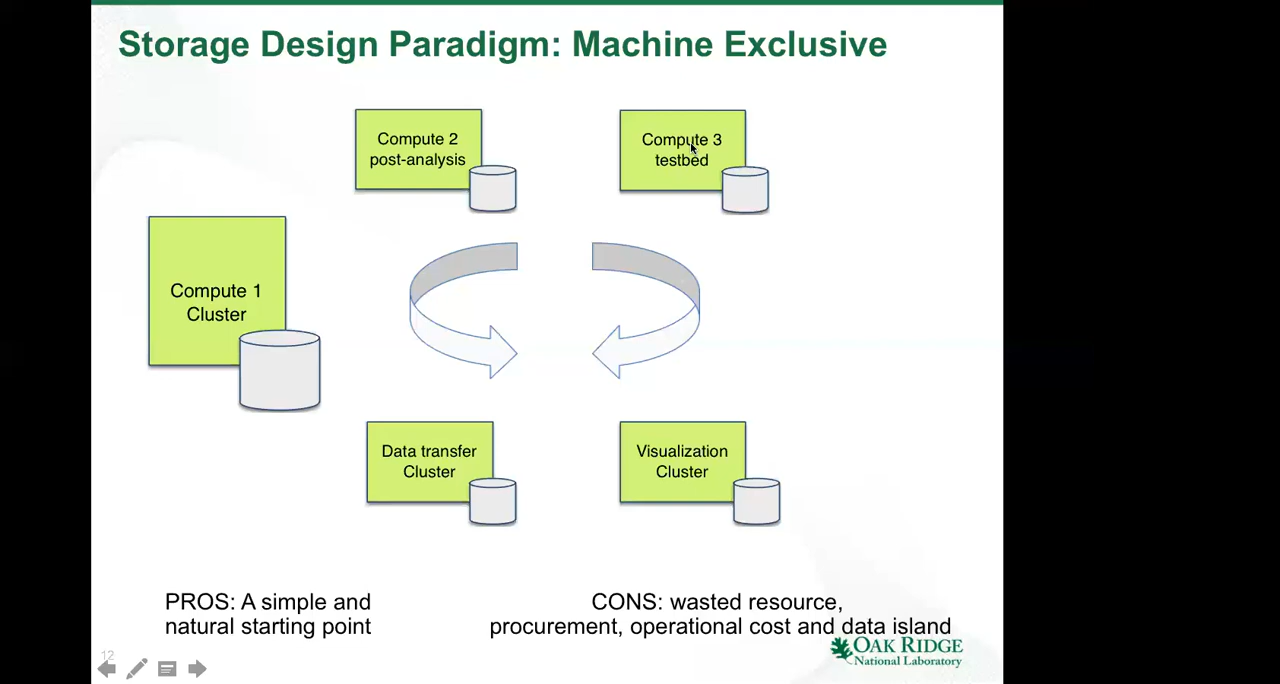 Storage Design Paradigm: Machine Exclusive
Compute 2
post-analysis
Compute 3
testbed
Compute 1
Cluster
Data transfer
Cluster
Visualization
Cluster
PROS: A simple and
natural starting point
CONS: wasted resource,
procurement, operational cost and data island
OAK RIDGE
National Laboratory
12